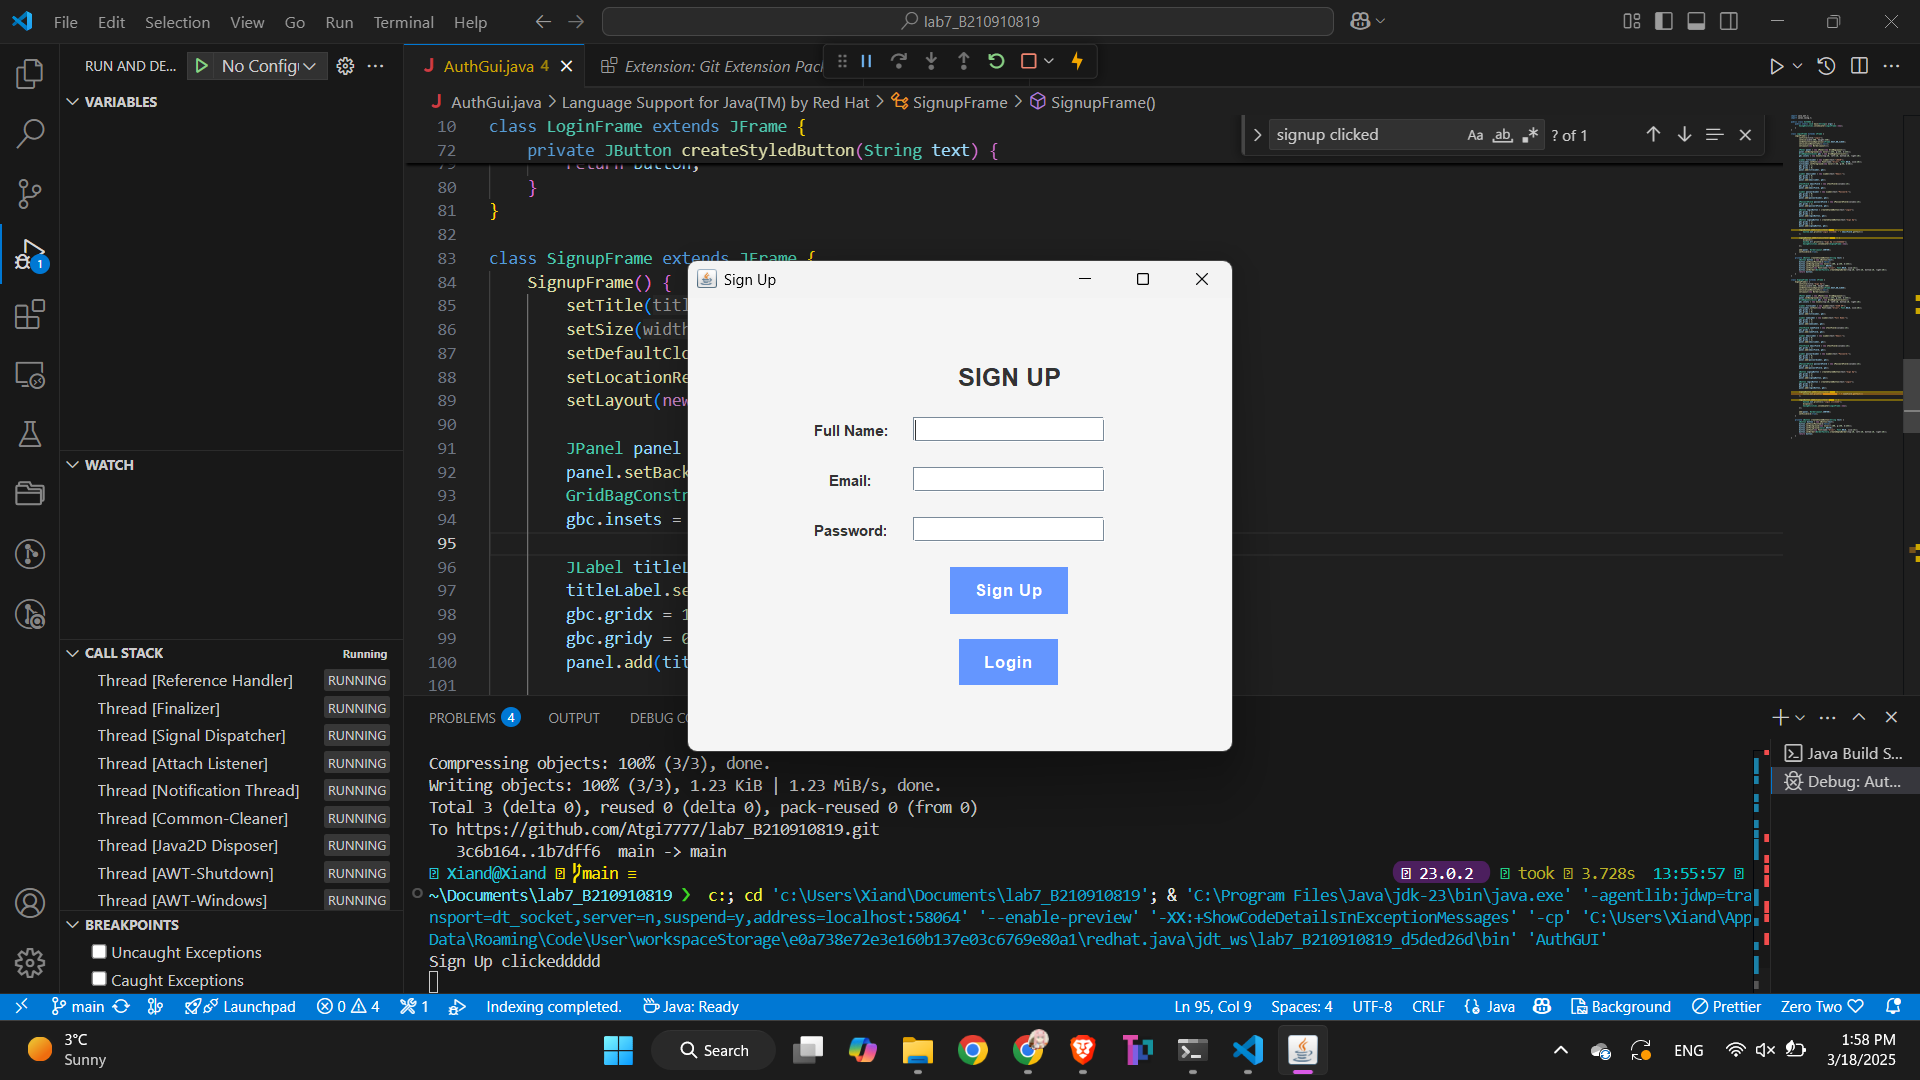 File Edit Selection View Go Run Terminal Help
lab7_B210910819
RUN AND DE... No Config
J AuthGui.java 4
Extension: Git Extension Pac
J AuthGui.java > Language Support for Java(TM) by Red Hat > SignupFrame > SignupFrame()
signup clicked Aa ab ? of 1
VARIABLES
WATCH
CALL STACK Running
Thread [Reference Handler] RUNNING
Thread [Finalizer] RUNNING
Thread [Signal Dispatcher] RUNNING
Thread [Attach Listener] RUNNING
Thread [Notification Thread] RUNNING
Thread [Common-Cleaner] RUNNING
Thread [Java2D Disposer] RUNNING
Thread [AWT-Shutdown] RUNNING
Thread [AWT-Windows] RUNNING
BREAKPOINTS
Uncaught Exceptions
Caught Exceptions
1
10 class LoginFrame extends JFrame {
72 private JButton createStyledButton(String text) {
return button;
80 }
81 }
82
83 class SignupFrame extends JFrame {
84 SignupFrame() {
85 setTitle(titl
86 setSize(width
87 setDefaultClo
88 setLocationRe
89 setLayout(new
90
91 JPanel panel
92 panel.setBack
93 GridBagConstr
94 gbc.insets =
95
96 JLabel titleL
97 titleLabel.se
98 gbc.gridx = 1
99 gbc.gridy = 0
100 panel.add(tit
101
Sign Up
SIGN UP
Full Name:
Email:
Password:
Sign Up
Login
PROBLEMS 4 OUTPUT DEBUG CO
Compressing objects: 100% (3/3), done.
Writing objects: 100% (3/3), 1.23 KiB | 1.23 MiB/s, done.
Total 3 (delta 0), reused 0 (delta 0), pack-reused 0 (from 0)
To https://github.com/Atgi7777/lab7_B210910819.git
3c6b164..1b7dff6 main -> main
Xiand@Xiand main ≡ 23.0.2 took 3.728s 13:55:57
~\Documents\lab7_B210910819 ❯ c:; cd 'c:\Users\Xiand\Documents\lab7_B210910819'; & 'C:\Program Files\Java\jdk-23\bin\java.exe' '-agentlib:jdwp=tra
nsport=dt_socket,server=n,suspend=y,address=localhost:58064' '--enable-preview' '-XX:+ShowCodeDetailsInExceptionMessages' '-cp' 'C:\Users\Xiand\App
Data\Roaming\Code\User\workspaceStorage\e0a738e72e3e160b137e03c6769e80a1\redhat.java\jdt_ws\lab7_B210910819_d5ded26d\bin' 'AuthGUI'
Sign Up clickeddddd
Java Build S...
Debug: Aut...
main Launchpad 0 4 1 Indexing completed. Java: Ready
Ln 95, Col 9 Spaces: 4 UTF-8 CRLF {} Java Background Prettier Zero Two
3°C
Sunny
Search
ENG
1:58 PM
3/18/2025